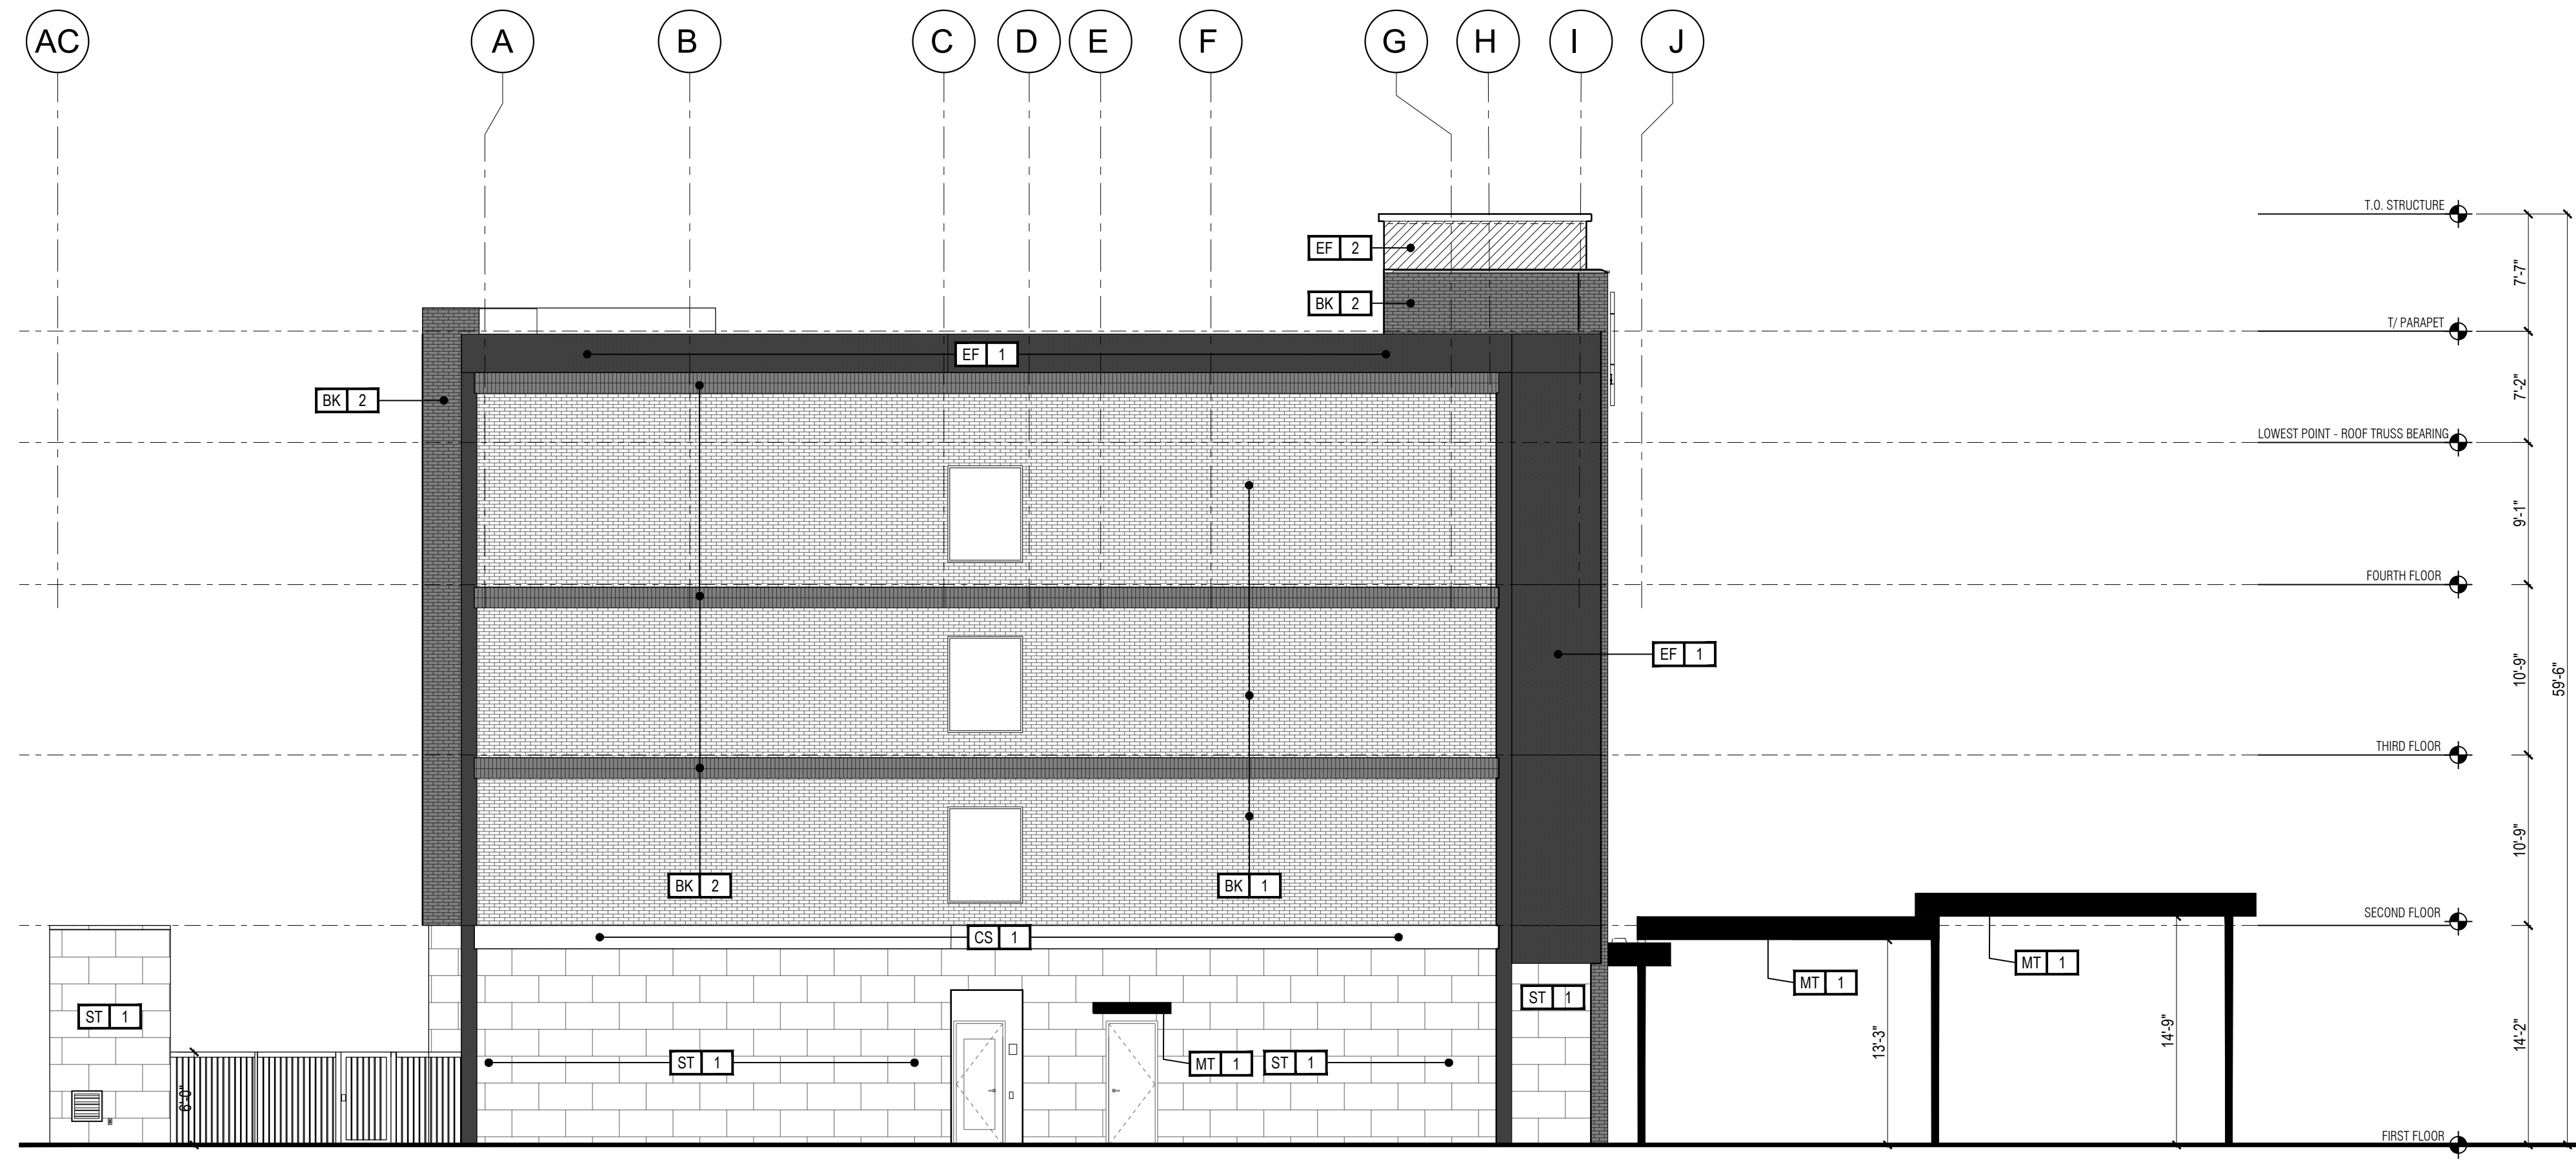 AC A B C D E F G H I J
T.O. STRUCTURE
EF 2
7'-7"
BK 2
T/ PARAPET
EF 1
7'-2"
BK 2
LOWEST POINT - ROOF TRUSS BEARING
9'-1"
FOURTH FLOOR
EF 1
10'-9"
59'-6"
THIRD FLOOR
10'-9"
BK 2
BK 1
SECOND FLOOR
CS 1
MT 1
MT 1
ST 1
ST 1
14'-9"
14'-2"
13'-3"
ST 1
MT 1
ST 1
6'-0"
FIRST FLOOR